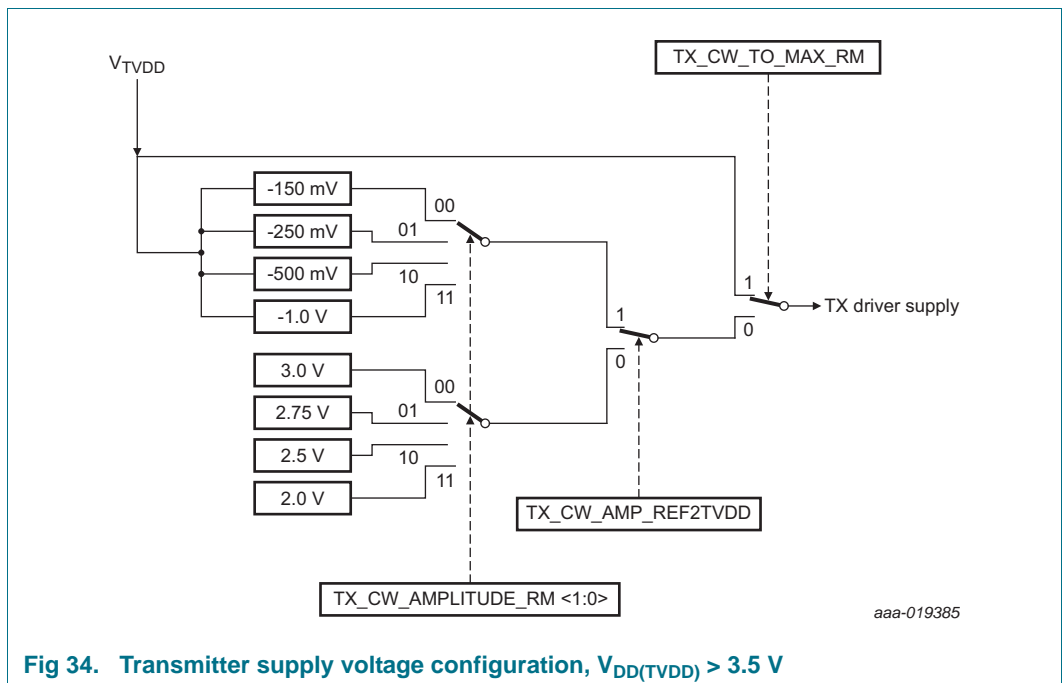 V_TVDD
TX_CW_TO_MAX_RM
-150 mV
-250 mV
-500 mV
-1.0 V
00
01
10
11
3.0 V
2.75 V
2.5 V
2.0 V
00
01
10
11
1
0
1
0
TX driver supply
TX_CW_AMP_REF2TVDD
TX_CW_AMPLITUDE_RM <1:0>
aaa-019385
Fig 34. Transmitter supply voltage configuration, V_DD(TVDD) > 3.5 V